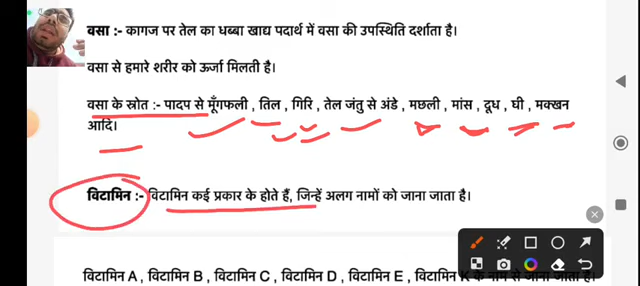 वसा :- कागज पर तेल का धब्बा खाद्य पदार्थ में वसा की उपस्थिति दर्शाता है।
वसा से हमारे शरीर को ऊर्जा मिलती है।
वसा के स्रोत :- पादप से मूँगफली , तिल , गिरि , तेल जंतु से अंडे , मछली , मांस , दूध , घी , मक्खन
आदि।
विटामिन :- विटामिन कई प्रकार के होते हैं, जिन्हें अलग नामों को जाना जाता है।
विटामिन A , विटामिन B , विटामिन C , विटामिन D , विटामिन E , विटामिन K के नाम से जाना जाता है।